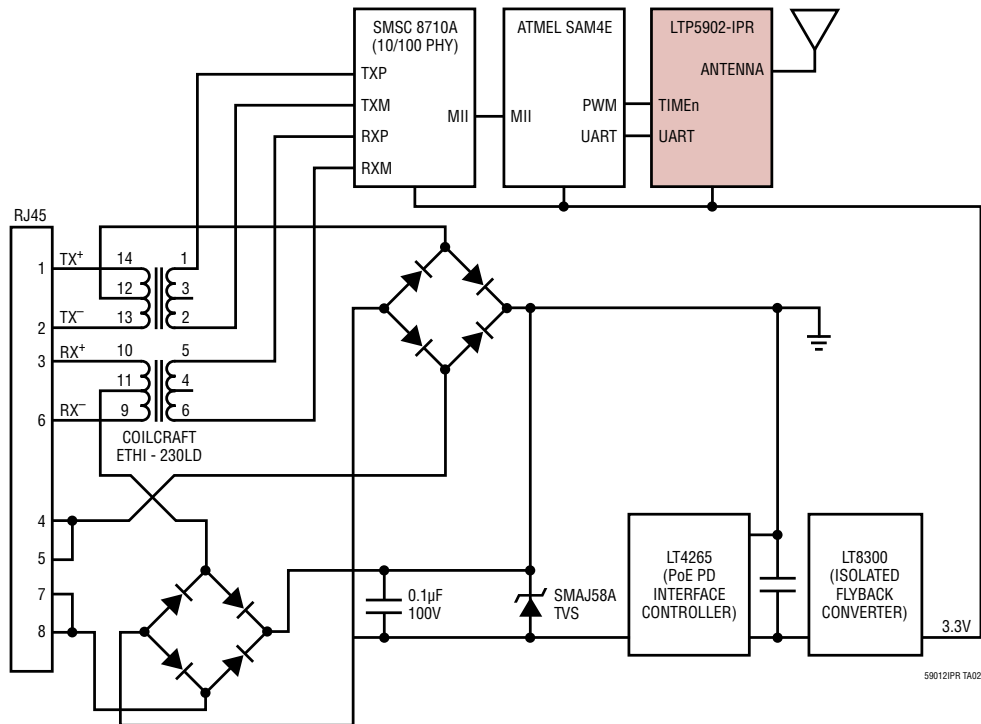 SMSC 8710A
(10/100 PHY)
TXP
TXM
RXP
RXM
MII
ATMEL SAM4E
MII
PWM
UART
LTP5902-IPR
ANTENNA
TIMEn
UART
RJ45
1
TX+
14
12
13
1
3
2
2
TX–
3
RX+
10
11
9
5
4
6
6
RX–
COILCRAFT
ETHI - 230LD
4
5
7
8
0.1µF
100V
SMAJ58A
TVS
LT4265
(PoE PD
INTERFACE
CONTROLLER)
LT8300
(ISOLATED
FLYBACK
CONVERTER)
3.3V
59012IPR TA02